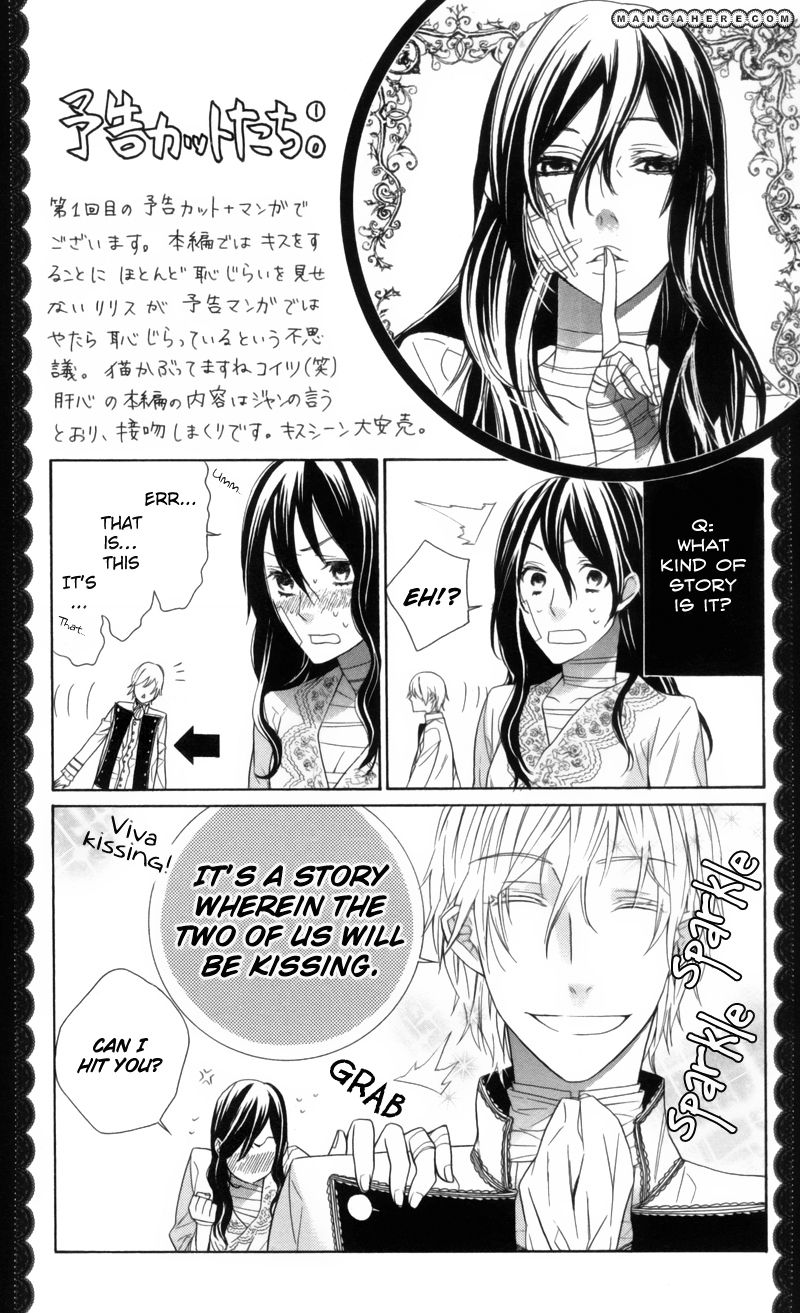 MANGAHERE.COM
予告カットたち①。
第1回目の予告カット+マンガで
ございます。本編ではキスをす
ることにほとんど恥じらいを見せ
ないリリスが予告マンガでは
やたら恥じらっているという不思
議。猫かぶってますねコイツ(笑)
肝心の本編の内容はジャンの言う
とおり、接吻しまくりです。キスシーン大安売。
Q:
WHAT
KIND OF
STORY
IS IT?
EH!?
Umm...
ERR...
THAT
IS...
THIS
IT'S
...
That...
Viva
kissing!
IT'S A STORY
WHEREIN THE
TWO OF US WILL
BE KISSING.
Sparkle
Sparkle
Sparkle
GRAB
CAN I
HIT YOU?